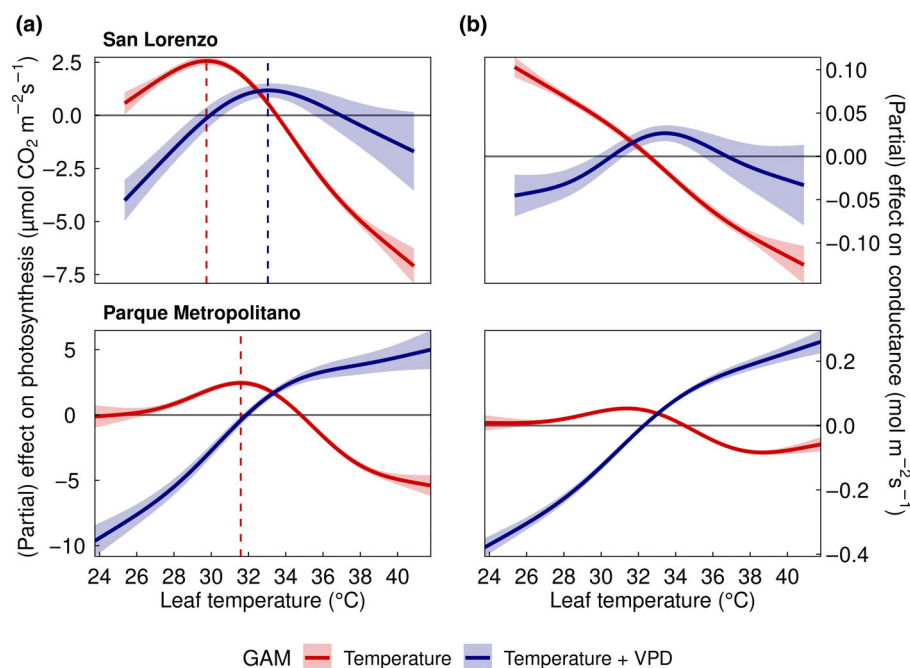 (a)
(b)
San Lorenzo
2.5
0.0
−2.5
−5.0
−7.5
0.10
0.05
0.00
−0.05
−0.10
Parque Metropolitano
5
0
−5
−10
0.2
0.0
−0.2
−0.4
24 26 28 30 32 34 36 38 40
24 26 28 30 32 34 36 38 40
Leaf temperature (°C)
Leaf temperature (°C)
(Partial) effect on photosynthesis (μmol CO₂ m⁻²s⁻¹)
(Partial) effect on conductance (mol m⁻²s⁻¹)
GAM Temperature Temperature + VPD